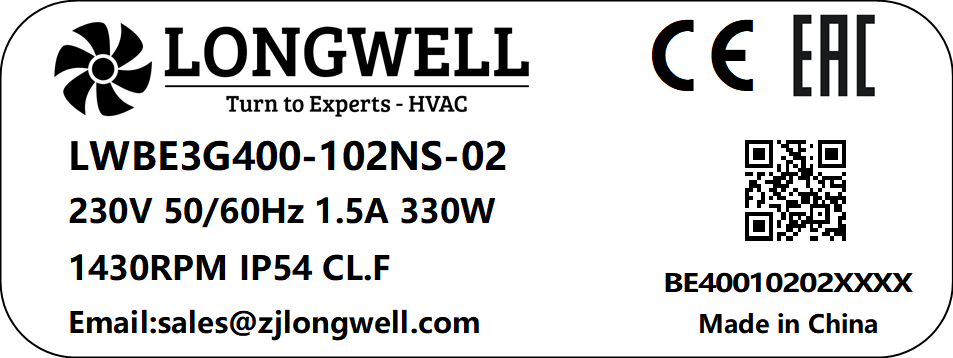 LONGWELL
Turn to Experts - HVAC
CE EAC
LWBE3G400-102NS-02
230V 50/60Hz 1.5A 330W
1430RPM IP54 CL.F
Email:sales@zjlongwell.com
BE40010202XXXX
Made in China